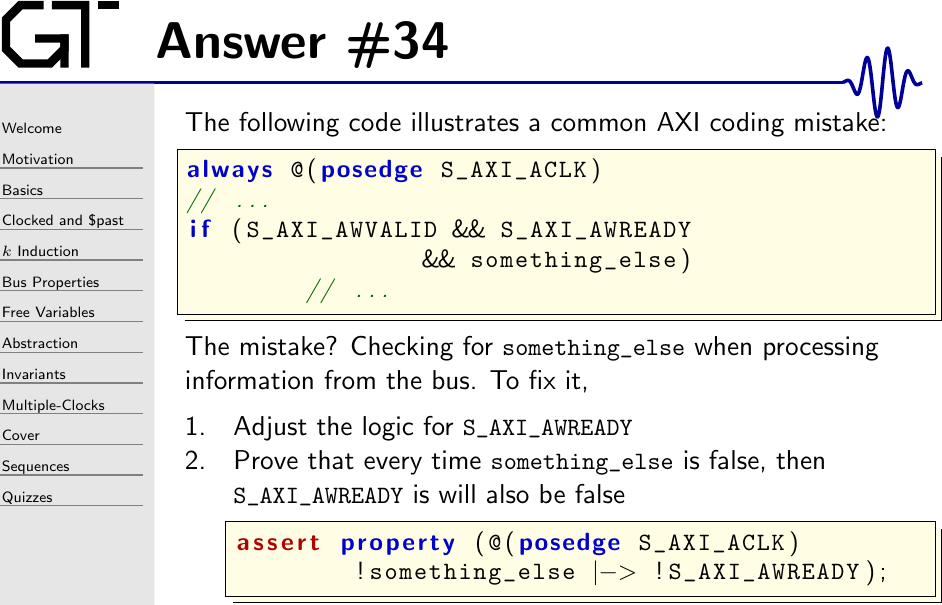 GT
Answer #34
Welcome
Motivation
Basics
Clocked and $past
k Induction
Bus Properties
Free Variables
Abstraction
Invariants
Multiple-Clocks
Cover
Sequences
Quizzes
The following code illustrates a common AXI coding mistake:
always @(posedge S_AXI_ACLK)
// ...
if (S_AXI_AWVALID && S_AXI_AWREADY
&& something_else)
// ...
The mistake? Checking for something_else when processing
information from the bus. To fix it,
1. Adjust the logic for S_AXI_AWREADY
2. Prove that every time something_else is false, then
S_AXI_AWREADY is will also be false
assert property (@(posedge S_AXI_ACLK)
!something_else |-> !S_AXI_AWREADY);